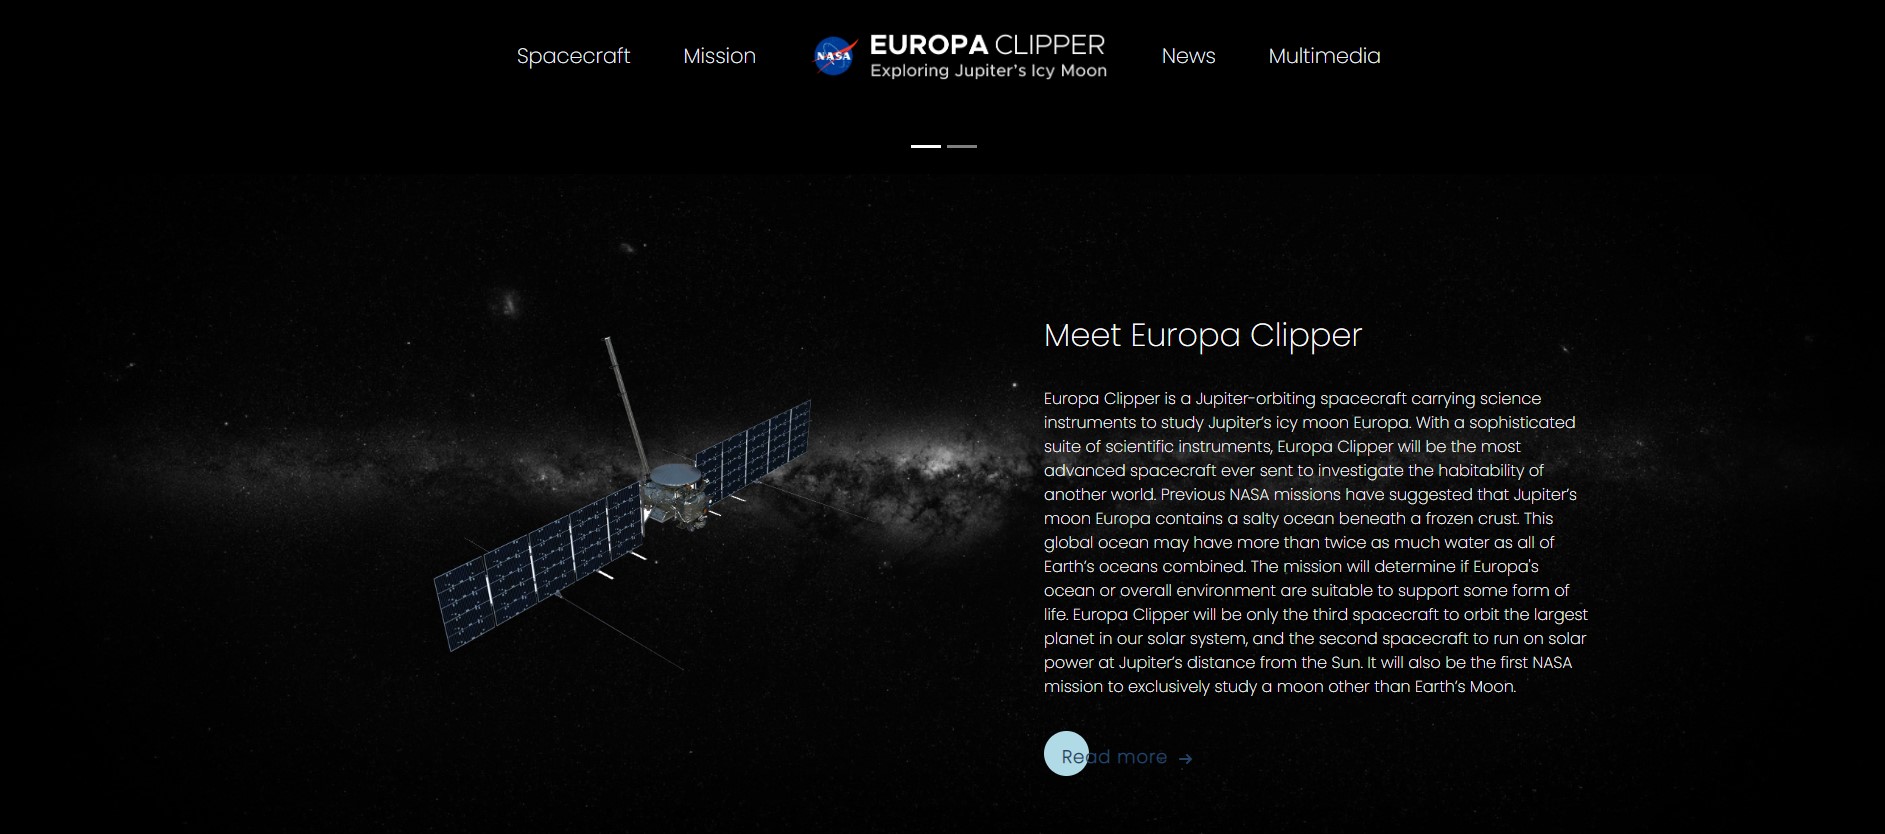 Spacecraft
Mission
NASA
EUROPA CLIPPER
Exploring Jupiter's Icy Moon
News
Multimedia
Meet Europa Clipper
Europa Clipper is a Jupiter-orbiting spacecraft carrying science
instruments to study Jupiter's icy moon Europa. With a sophisticated
suite of scientific instruments, Europa Clipper will be the most
advanced spacecraft ever sent to investigate the habitability of
another world. Previous NASA missions have suggested that Jupiter's
moon Europa contains a salty ocean beneath a frozen crust. This
global ocean may have more than twice as much water as all of
Earth's oceans combined. The mission will determine if Europa's
ocean or overall environment are suitable to support some form of
life. Europa Clipper will be only the third spacecraft to orbit the largest
planet in our solar system, and the second spacecraft to run on solar
power at Jupiter's distance from the Sun. It will also be the first NASA
mission to exclusively study a moon other than Earth's Moon.
Read more →